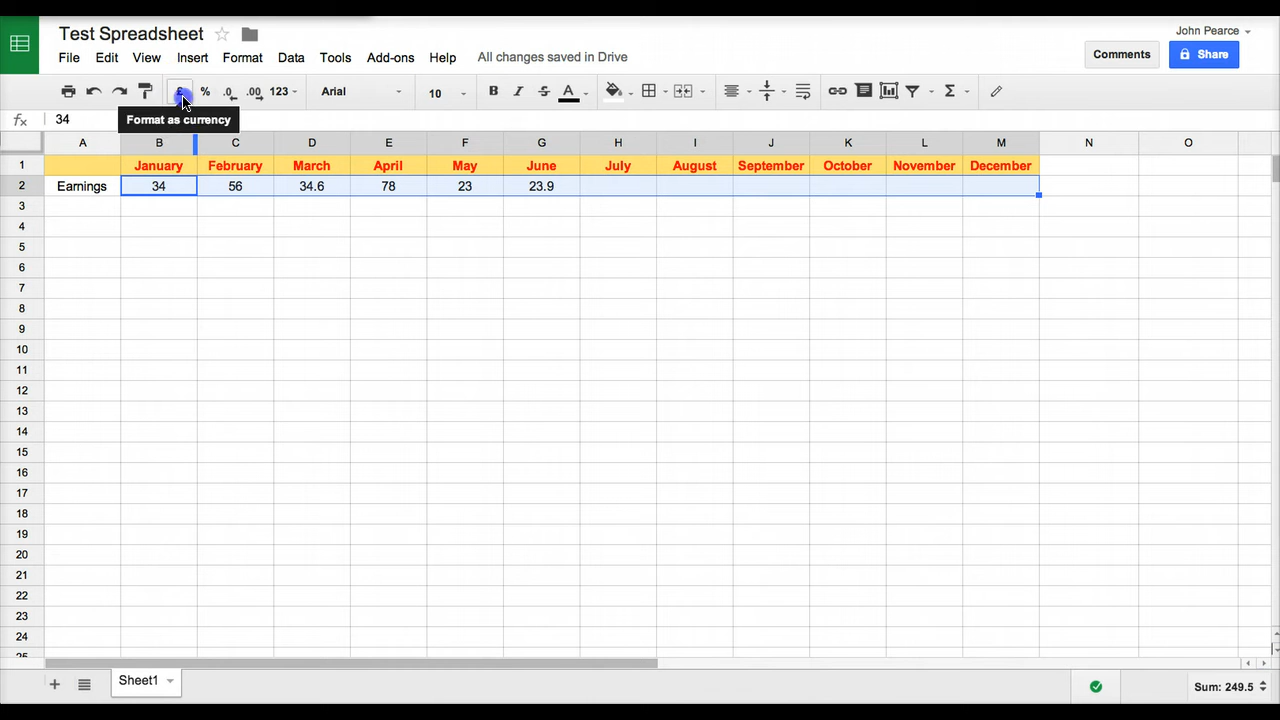 Test Spreadsheet
John Pearce
File Edit View Insert Format Data Tools Add-ons Help All changes saved in Drive
Comments Share
£ % .0 .00 123 Arial 10 B I S A Σ
Format as currency
fx 34
A B C D E F G H I J K L M N O
1 January February March April May June July August September October November December
2 Earnings 34 56 34.6 78 23 23.9
3
4
5
6
7
8
9
10
11
12
13
14
15
16
17
18
19
20
21
22
23
24
25
+ Sheet1 Sum: 249.5